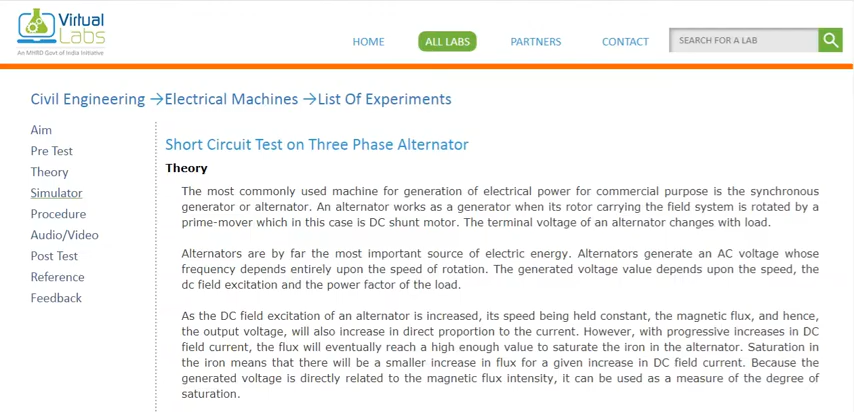 Virtual
Labs
An MHRD Govt of India Initiative
HOME
ALL LABS
PARTNERS
CONTACT
SEARCH FOR A LAB
Civil Engineering →Electrical Machines →List Of Experiments
Aim
Pre Test
Theory
Simulator
Procedure
Audio/Video
Post Test
Reference
Feedback
Short Circuit Test on Three Phase Alternator
Theory
The most commonly used machine for generation of electrical power for commercial purpose is the synchronous
generator or alternator. An alternator works as a generator when its rotor carrying the field system is rotated by a
prime-mover which in this case is DC shunt motor. The terminal voltage of an alternator changes with load.
Alternators are by far the most important source of electric energy. Alternators generate an AC voltage whose
frequency depends entirely upon the speed of rotation. The generated voltage value depends upon the speed, the
dc field excitation and the power factor of the load.
As the DC field excitation of an alternator is increased, its speed being held constant, the magnetic flux, and hence,
the output voltage, will also increase in direct proportion to the current. However, with progressive increases in DC
field current, the flux will eventually reach a high enough value to saturate the iron in the alternator. Saturation in
the iron means that there will be a smaller increase in flux for a given increase in DC field current. Because the
generated voltage is directly related to the magnetic flux intensity, it can be used as a measure of the degree of
saturation.